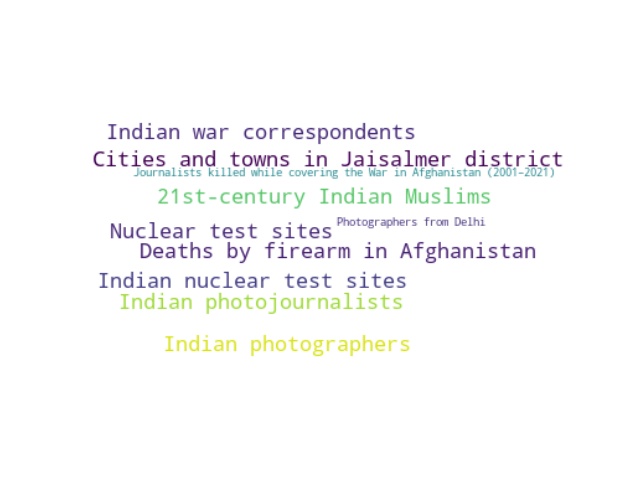 Indian war correspondents
Cities and towns in Jaisalmer district
Journalists killed while covering the War in Afghanistan (2001–2021)
21st-century Indian Muslims
Photographers from Delhi
Nuclear test sites
Deaths by firearm in Afghanistan
Indian nuclear test sites
Indian photojournalists
Indian photographers